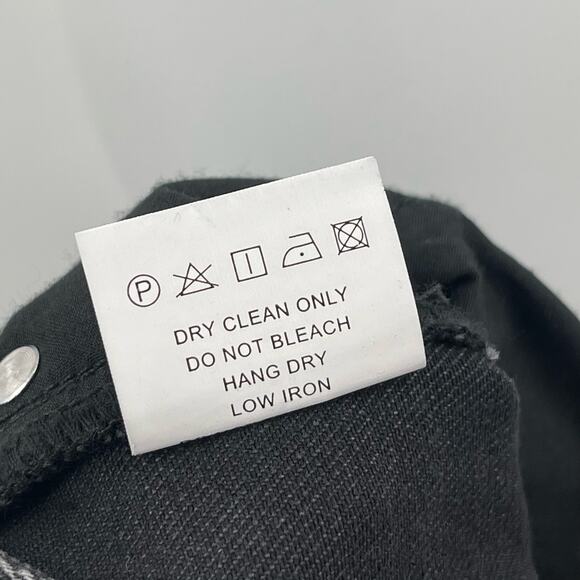 P
DRY CLEAN ONLY
DO NOT BLEACH
HANG DRY
LOW IRON